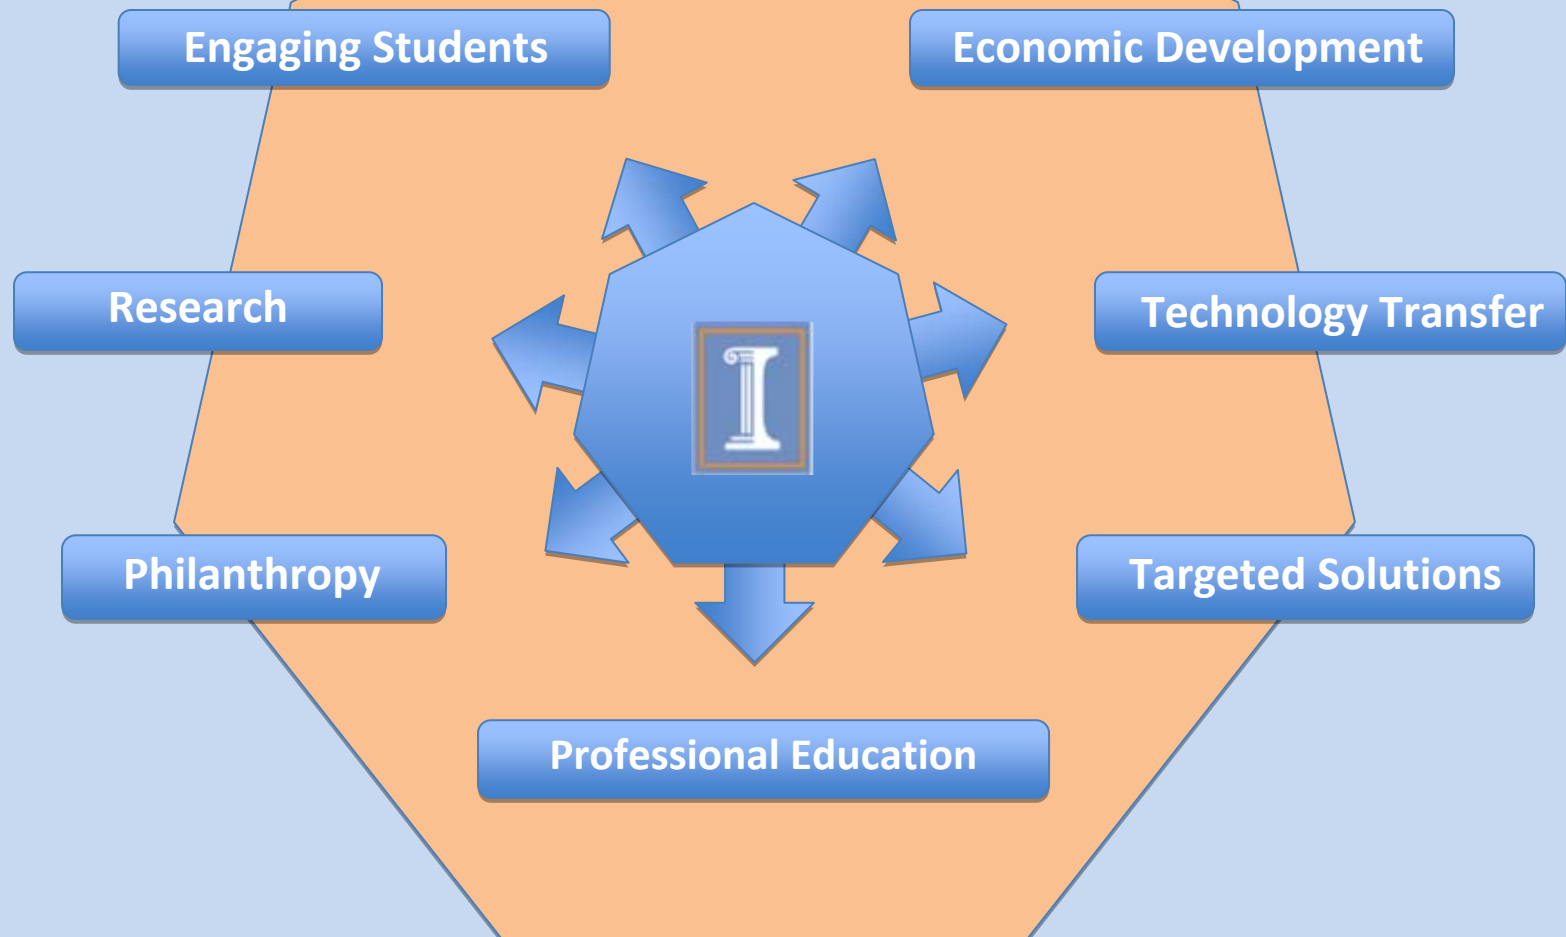 Engaging Students
Economic Development
Research
Technology Transfer
I
Philanthropy
Targeted Solutions
Professional Education